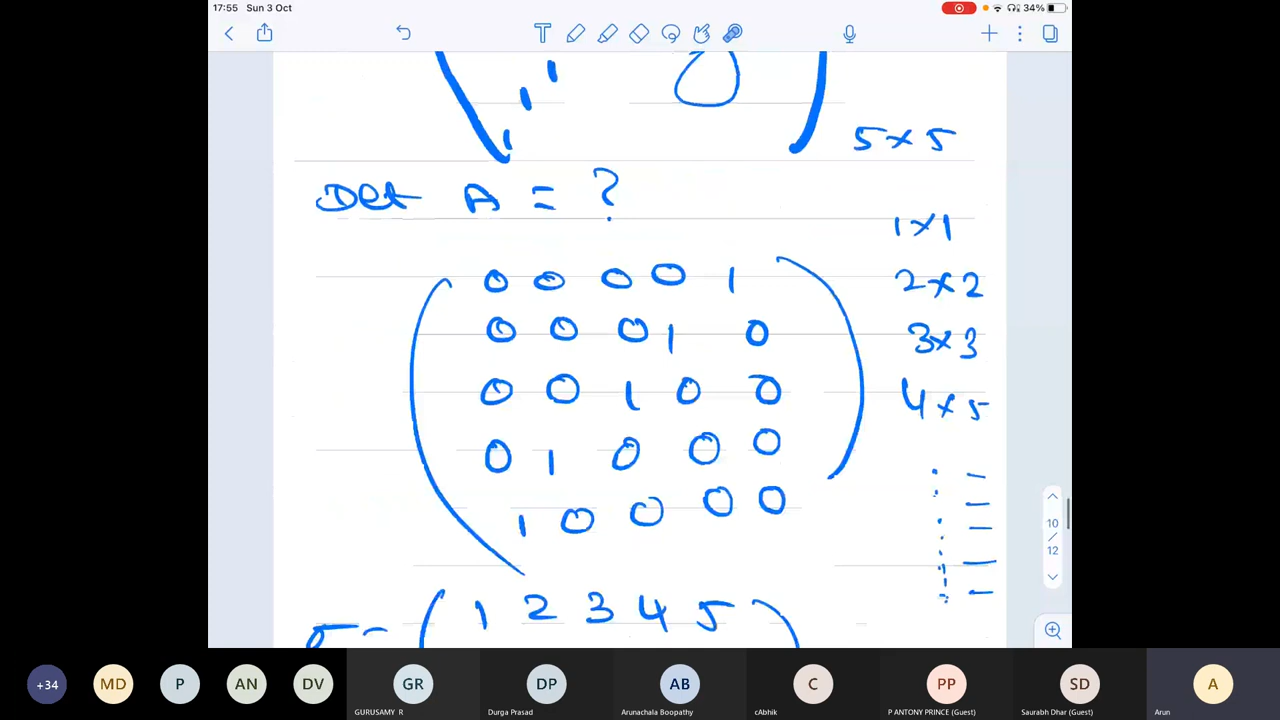 17:55 Sun 3 Oct
34%
T
5×5
Det A = ?
1×1
0 0 0 0 1
2×2
0 0 0 1 0
3×3
0 0 1 0 0
4×5
0 1 0 0 0
1 0 0 0 0
10
/
12
1 2 3 4 5
σ =
+34
MD
P
AN
DV
GR
DP
AB
C
PP
SD
A
GURUSAMY R
Durga Prasad
Arunachala Boopathy
cAbhik
P ANTONY PRINCE (Guest)
Saurabh Dhar (Guest)
Arun